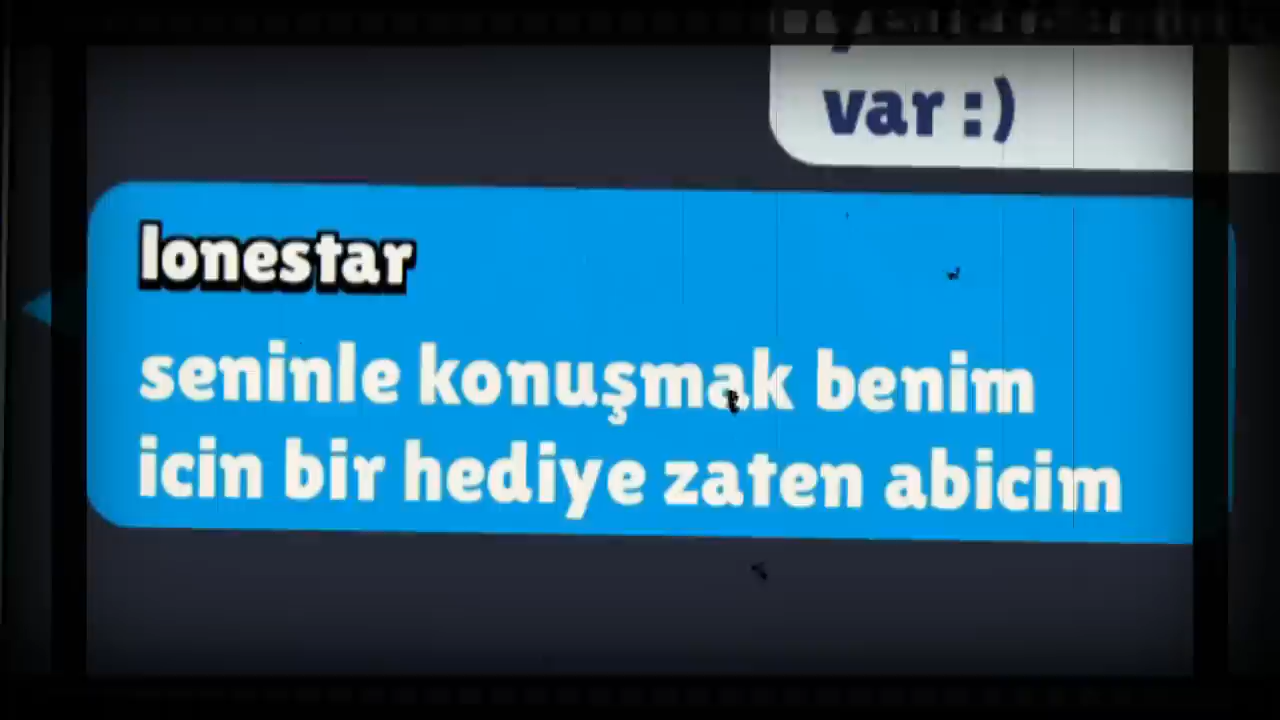 var :)
lonestar
seninle konuşmak benim
icin bir hediye zaten abicim